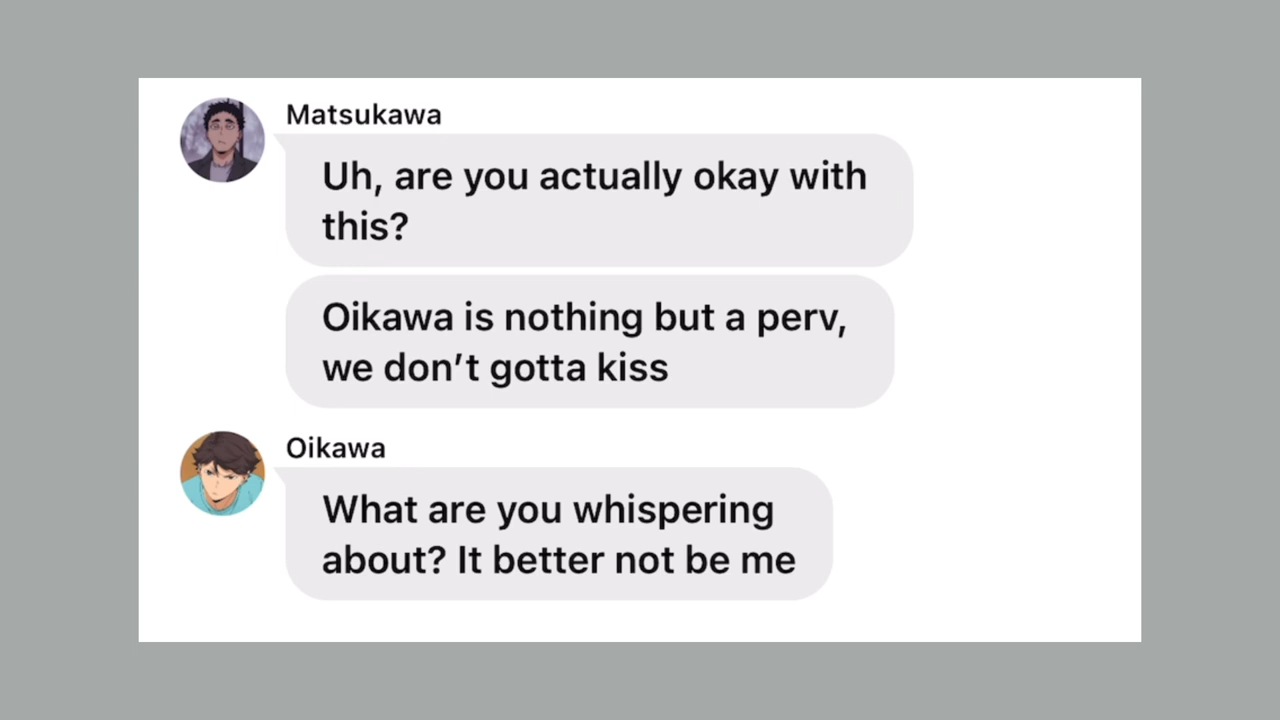 Matsukawa
Uh, are you actually okay with
this?
Oikawa is nothing but a perv,
we don’t gotta kiss
Oikawa
What are you whispering
about? It better not be me